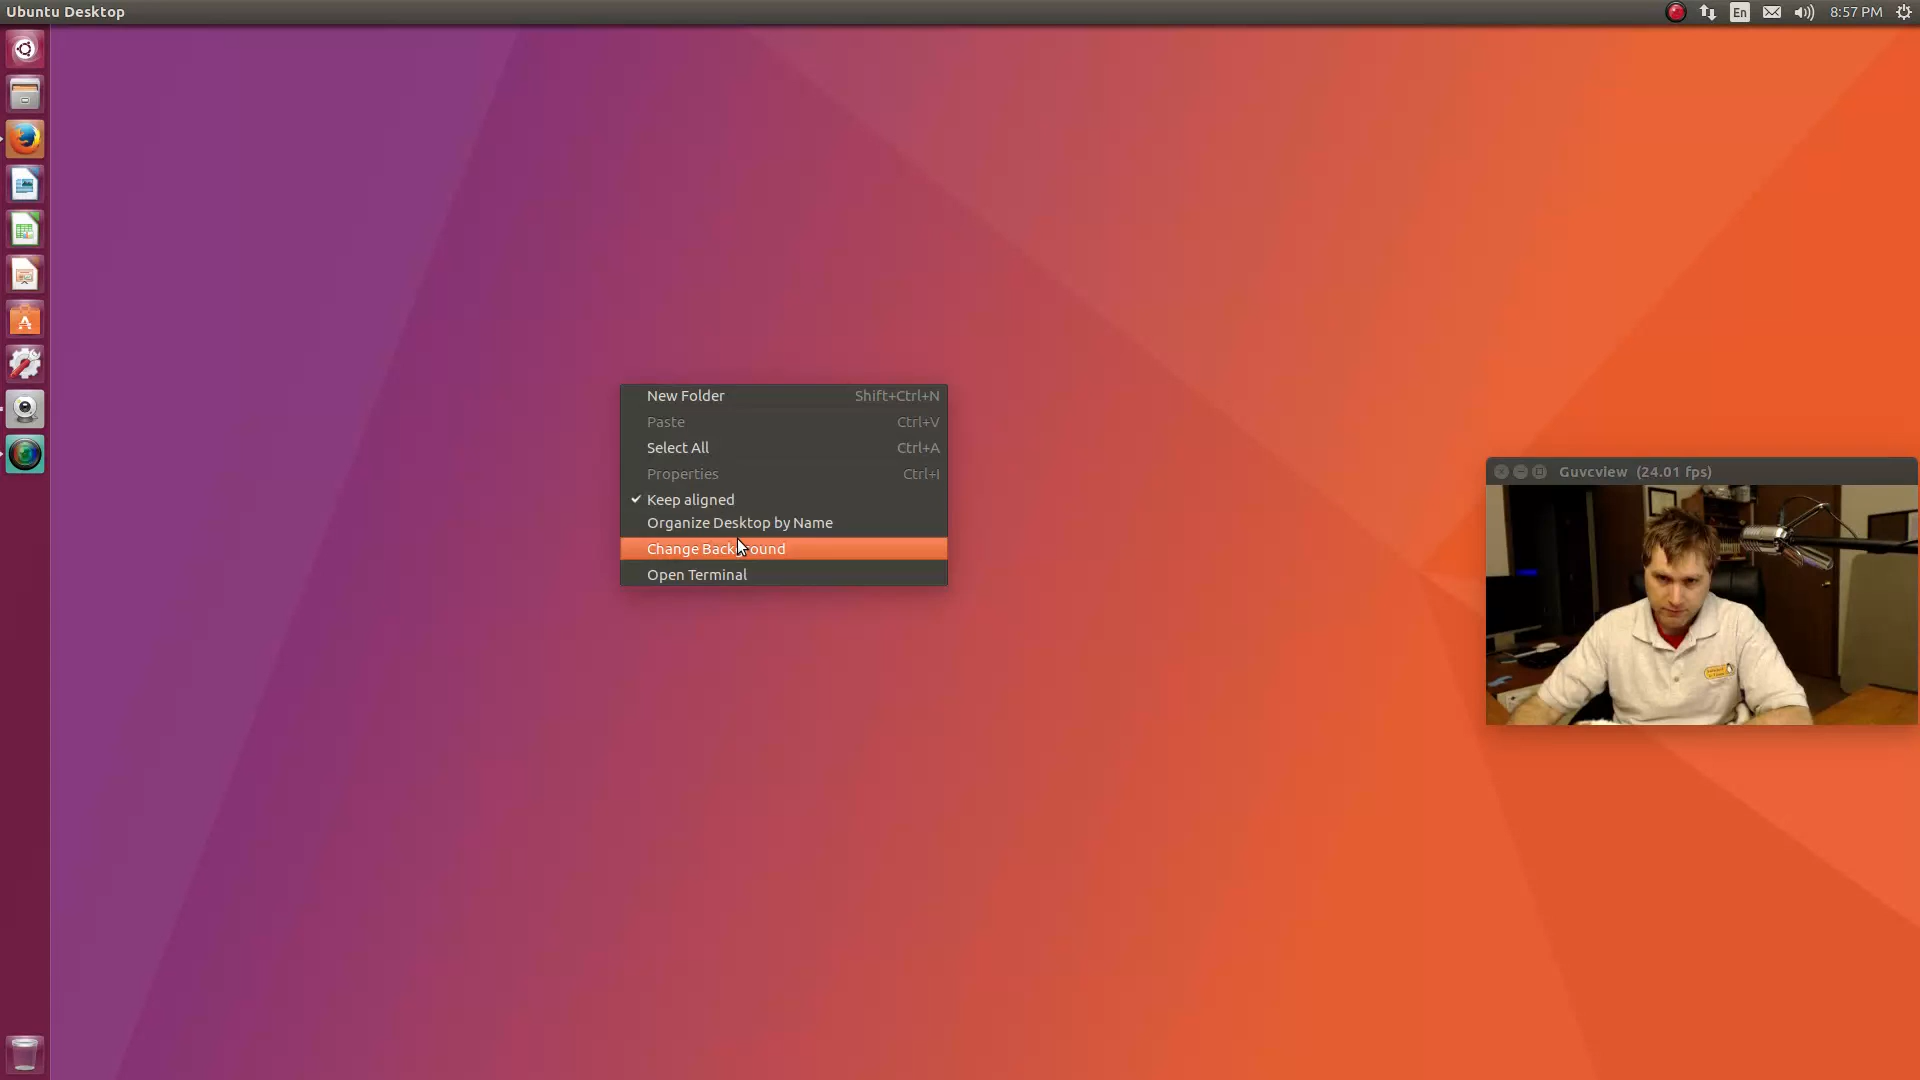 Ubuntu Desktop
En
8:57 PM
New Folder Shift+Ctrl+N
Paste Ctrl+V
Select All Ctrl+A
Properties Ctrl+I
✓ Keep aligned
Organize Desktop by Name
Change Background
Open Terminal
Guvcview (24.01 fps)